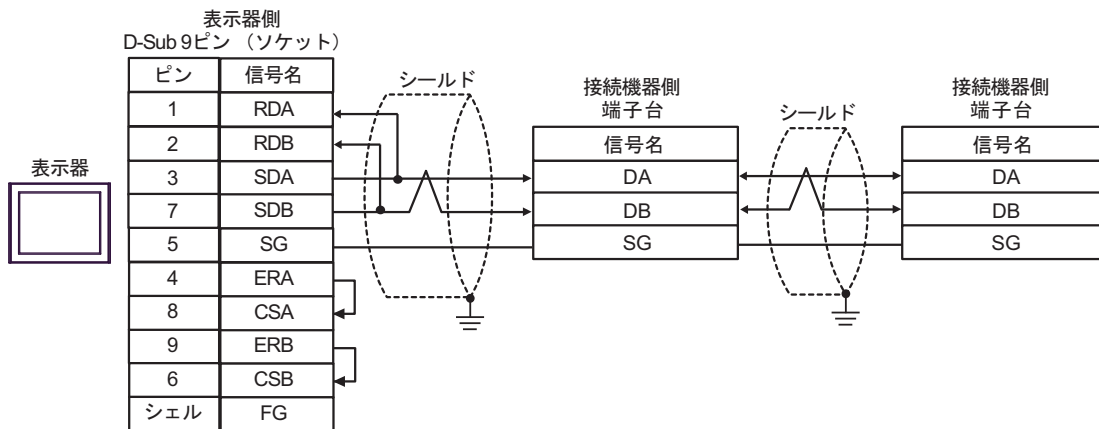 表示器側
D-Sub 9ピン （ソケット）
ピン 信号名
1 RDA
2 RDB
3 SDA
7 SDB
5 SG
4 ERA
8 CSA
9 ERB
6 CSB
シェル FG
表示器
シールド
接続機器側
端子台
信号名
DA
DB
SG
シールド
接続機器側
端子台
信号名
DA
DB
SG